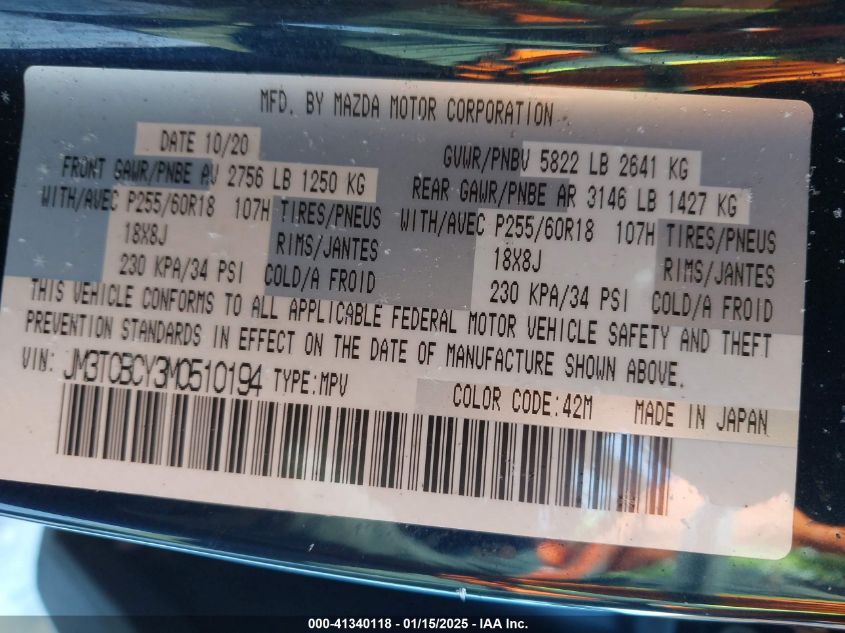 MFD. BY MAZDA MOTOR CORPORATION
DATE 10/20 GVWR/PNBV 5822 LB 2641 KG
FRONT GAWR/PNBE AV 2756 LB 1250 KG REAR GAWR/PNBE AR 3146 LB 1427 KG
WITH/AVEC P255/60R18 107H TIRES/PNEUS WITH/AVEC P255/60R18 107H TIRES/PNEUS
18X8J RIMS/JANTES 18X8J RIMS/JANTES
230 KPA/34 PSI COLD/A FROID 230 KPA/34 PSI COLD/A FROID
THIS VEHICLE CONFORMS TO ALL APPLICABLE FEDERAL MOTOR VEHICLE SAFETY AND THEFT
PREVENTION STANDARDS IN EFFECT ON THE DATE OF MANUFACTURE SHOWN ABOVE.
VIN: JM3TCBCY3M0510194 TYPE:MPV
COLOR CODE:42M MADE IN JAPAN
000-41340118 - 01/15/2025 - IAA Inc.